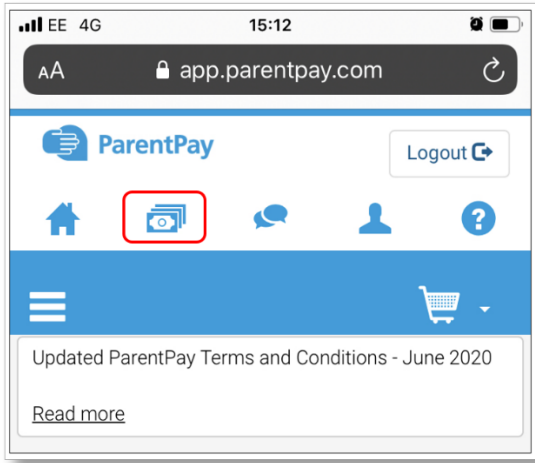 EE 4G 15:12
AA app.parentpay.com
ParentPay
Logout
?
Updated ParentPay Terms and Conditions - June 2020
Read more